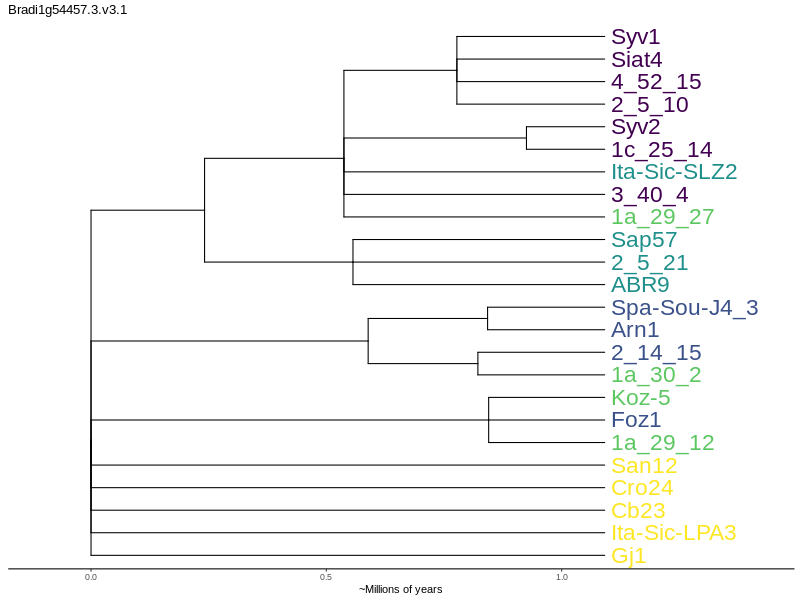 Bradi1g54457.3.v3.1
Syv1
Siat4
4_52_15
2_5_10
Syv2
1c_25_14
Ita-Sic-SLZ2
3_40_4
1a_29_27
Sap57
2_5_21
ABR9
Spa-Sou-J4_3
Arn1
2_14_15
1a_30_2
Koz-5
Foz1
1a_29_12
San12
Cro24
Cb23
Ita-Sic-LPA3
Gj1
0.0 0.5 1.0
~Millions of years